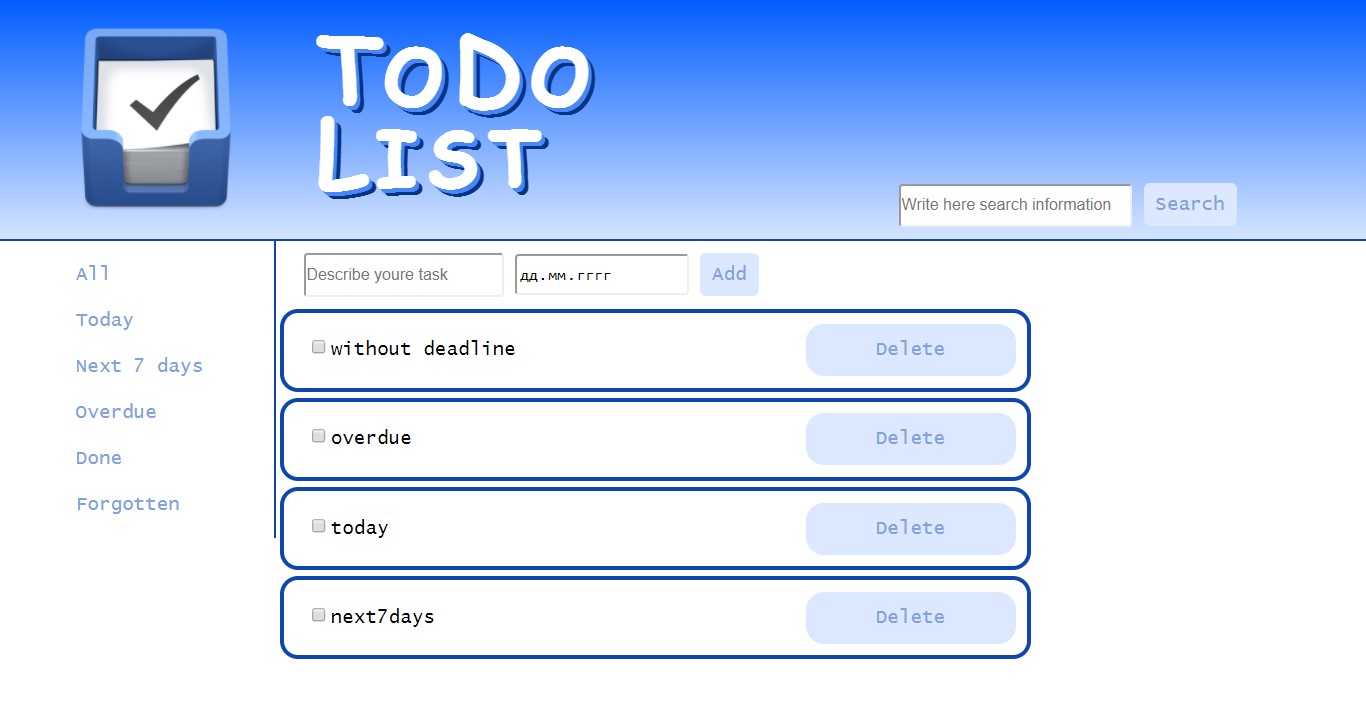 ToDo
List
Write here search information
Search
All
Today
Next 7 days
Overdue
Done
Forgotten
Describe youre task
дд.мм.гггг
Add
without deadline
Delete
overdue
Delete
today
Delete
next7days
Delete